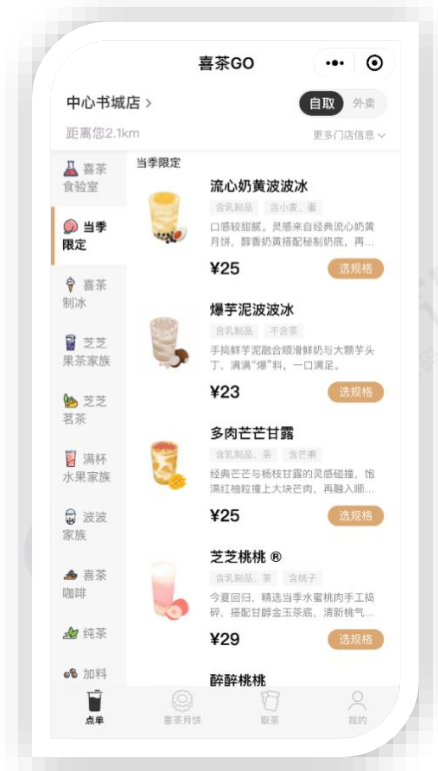 喜茶GO
中心书城店 >
自取 外卖
距离您2.1km
更多门店信息
喜茶
食验室
当季
限定
喜茶
制冰
芝芝
果茶家族
芝芝
茗茶
满杯
水果家族
波波
家族
喜茶
咖啡
纯茶
加料
当季限定
流心奶黄波波冰
含乳制品 含小麦、蛋
口感较甜腻。灵感来自经典流心奶黄
月饼，醇香奶黄搭配秘制奶底，再...
¥25 选规格
爆芋泥波波冰
含乳制品 不含茶
手捣鲜芋泥融合顺滑鲜奶与大颗芋头
丁，满满“爆”料，一口满足。
¥23 选规格
多肉芒芒甘露
含乳制品、茶 含芒果
经典芒芒与杨枝甘露的灵感碰撞，饱
满红柚粒撞上大块芒肉，再融入顺...
¥25 选规格
芝芝桃桃 ®
含乳制品、茶 含桃子
今夏回归，精选当季水蜜桃肉手工捣
碎，搭配甘醇金玉茶底，清新桃气...
¥29 选规格
醉醉桃桃
点单 喜茶月饼 取茶 我的